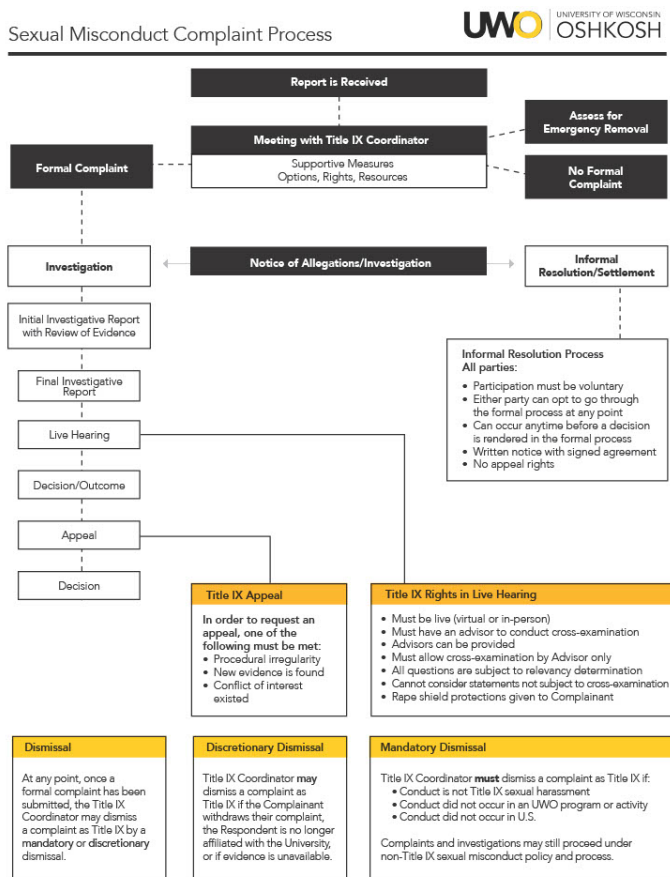 Sexual Misconduct Complaint Process
UWO
UNIVERSITY OF WISCONSIN
OSHKOSH
Report is Received
Assess for
Emergency Removal
Meeting with Title IX Coordinator
Supportive Measures
Options, Rights, Resources
Formal Complaint
No Formal
Complaint
Investigation
Notice of Allegations/Investigation
Informal
Resolution/Settlement
Initial Investigative Report
with Review of Evidence
Final Investigative
Report
Live Hearing
Decision/Outcome
Appeal
Decision
Informal Resolution Process
All parties:
• Participation must be voluntary
• Either party can opt to go through
the formal process at any point
• Can occur anytime before a decision
is rendered in the formal process
• Written notice with signed agreement
• No appeal rights
Title IX Appeal
In order to request an
appeal, one of the
following must be met:
• Procedural irregularity
• New evidence is found
• Conflict of interest
existed
Title IX Rights in Live Hearing
• Must be live (virtual or in-person)
• Must have an advisor to conduct cross-examination
• Advisors can be provided
• Must allow cross-examination by Advisor only
• All questions are subject to relevancy determination
• Cannot consider statements not subject to cross-examination
• Rape shield protections given to Complainant
Dismissal
At any point, once a
formal complaint has been
submitted, the Title IX
Coordinator may dismiss
a complaint as Title IX by a
mandatory or discretionary
dismissal.
Discretionary Dismissal
Title IX Coordinator may
dismiss a complaint as
Title IX if the Complainant
withdraws their complaint,
the Respondent is no longer
affiliated with the University,
or if evidence is unavailable.
Mandatory Dismissal
Title IX Coordinator must dismiss a complaint as Title IX if:
• Conduct is not Title IX sexual harassment
• Conduct did not occur in an UWO program or activity
• Conduct did not occur in U.S.
Complaints and investigations may still proceed under
non-Title IX sexual misconduct policy and process.